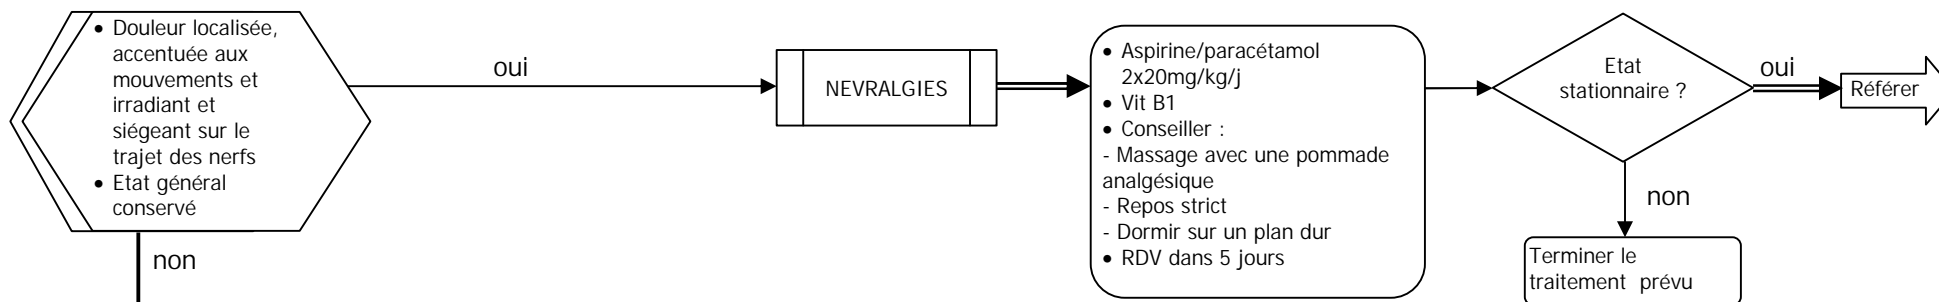 • Douleur localisée,
accentuée aux
mouvements et
irradiant et
siégeant sur le
trajet des nerfs
• Etat général
conservé
oui
non
NEVRALGIES
• Aspirine/paracétamol
2x20mg/kg/j
• Vit B1
• Conseiller :
- Massage avec une pommade
analgésique
- Repos strict
- Dormir sur un plan dur
• RDV dans 5 jours
Etat
stationnaire ?
oui
Référer
non
Terminer le
traitement prévu